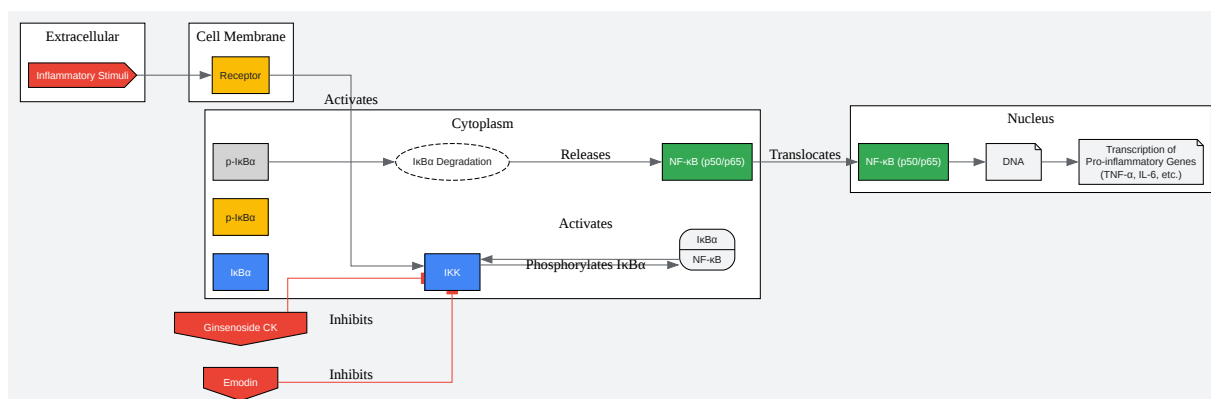 Extracellular
Inflammatory Stimuli
Cell Membrane
Receptor
Activates
Cytoplasm
p-IκBα
IκBα Degradation
Releases
NF-κB (p50/p65)
Translocates
Nucleus
NF-κB (p50/p65)
DNA
Transcription of
Pro-inflammatory Genes
(TNF-α, IL-6, etc.)
p-IκBα
Activates
IκBα
NF-κB
IκBα
IKK
Phosphorylates IκBα
Ginsenoside CK
Inhibits
Emodin
Inhibits